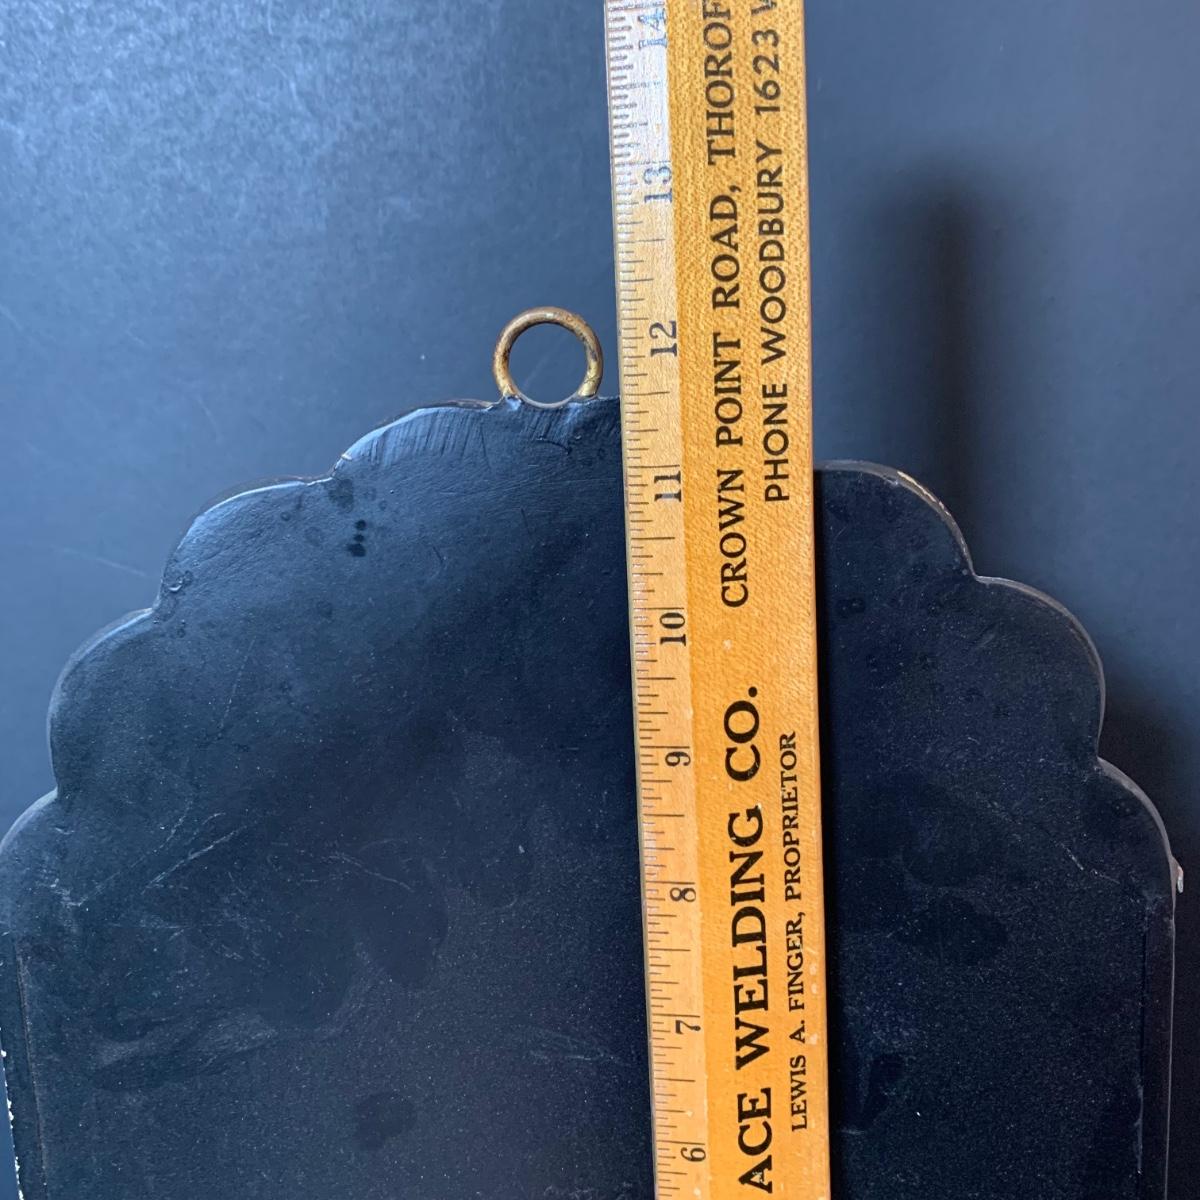 ACE WELDING CO. CROWN POINT ROAD, THOROF
LEWIS A. FINGER, PROPRIETOR PHONE WOODBURY 1623
6 7 8 9 10 11 12 13 14